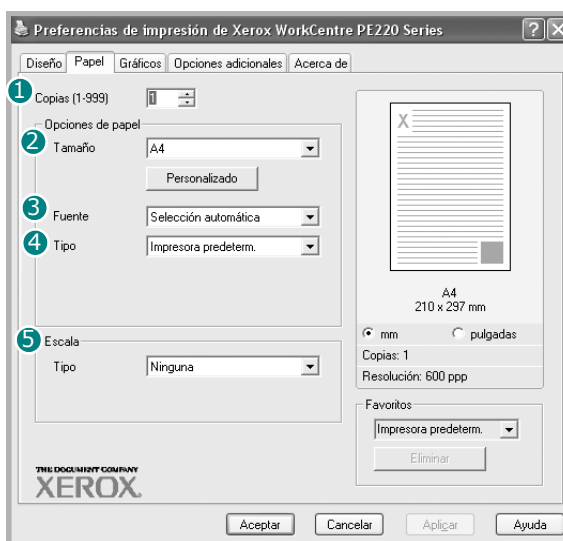 Preferencias de impresión de Xerox WorkCentre PE220 Series
Diseño Papel Gráficos Opciones adicionales Acerca de
1 Copias (1-999) 1
Opciones de papel
2 Tamaño A4
Personalizado
3 Fuente Selección automática
4 Tipo Impresora predeterm.
5 Escala
Tipo Ninguna
X
A4
210 x 297 mm
mm pulgadas
Copias: 1
Resolución: 600 ppp
Favoritos
Impresora predeterm.
Eliminar
THE DOCUMENT COMPANY
XEROX.
Aceptar Cancelar Aplicar Ayuda